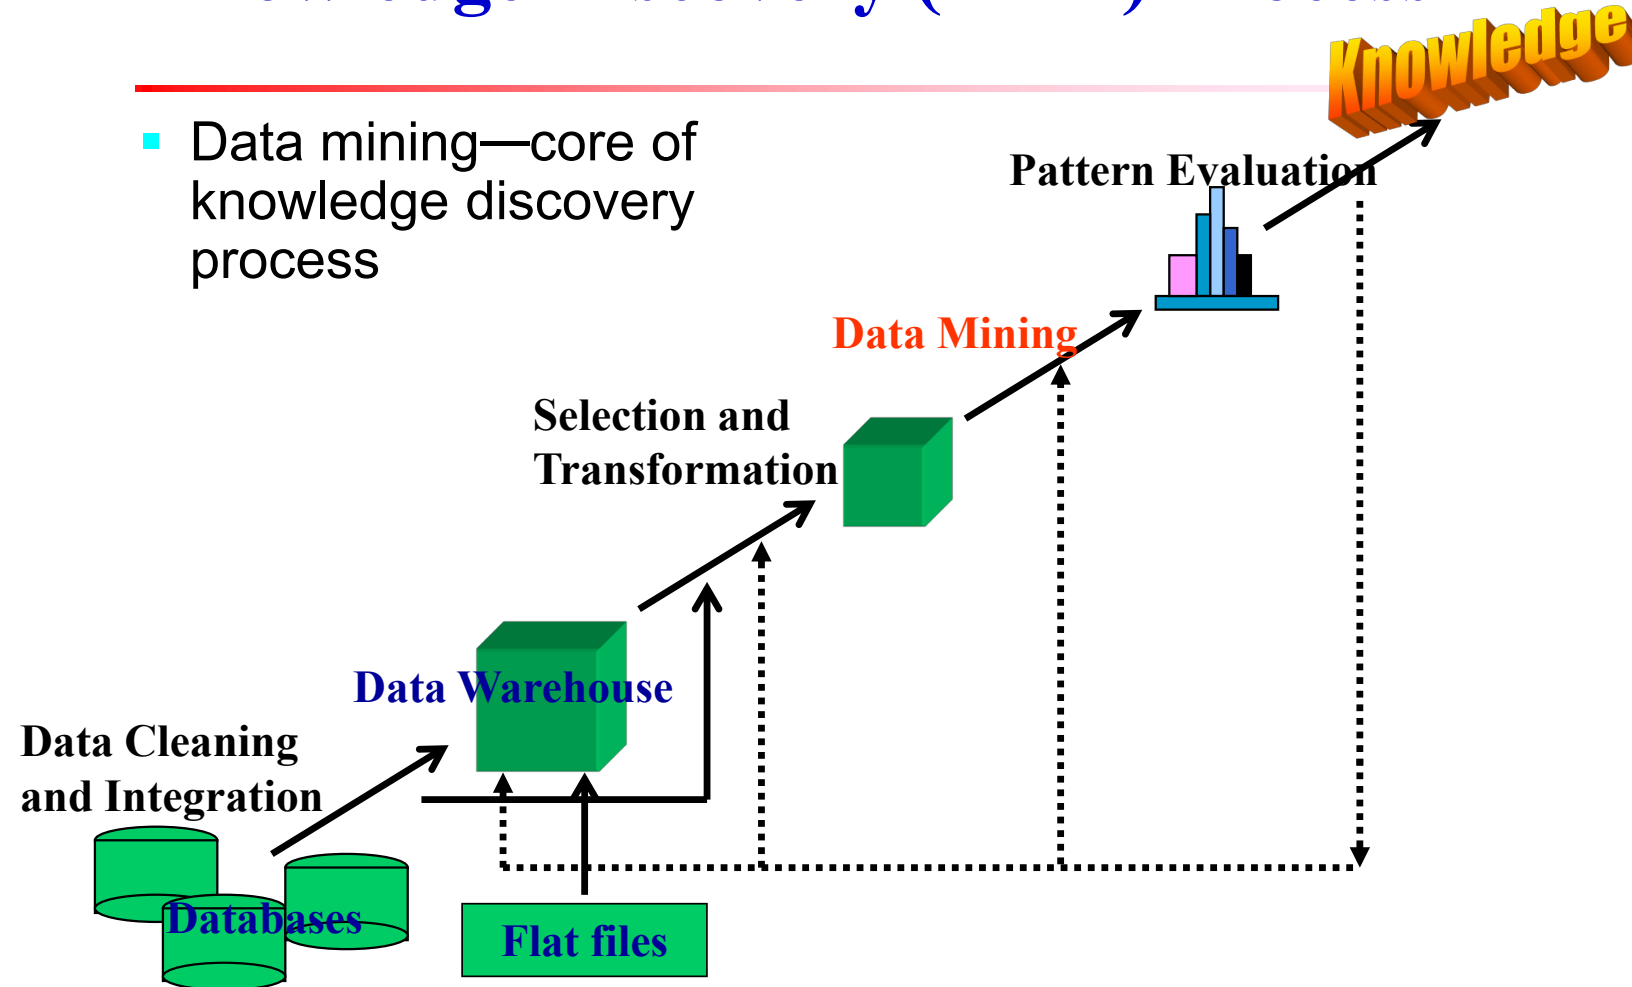 Knowledge
Data mining—core of
knowledge discovery
process
Pattern Evaluation
Data Mining
Selection and
Transformation
Data Warehouse
Data Cleaning
and Integration
Databases
Flat files